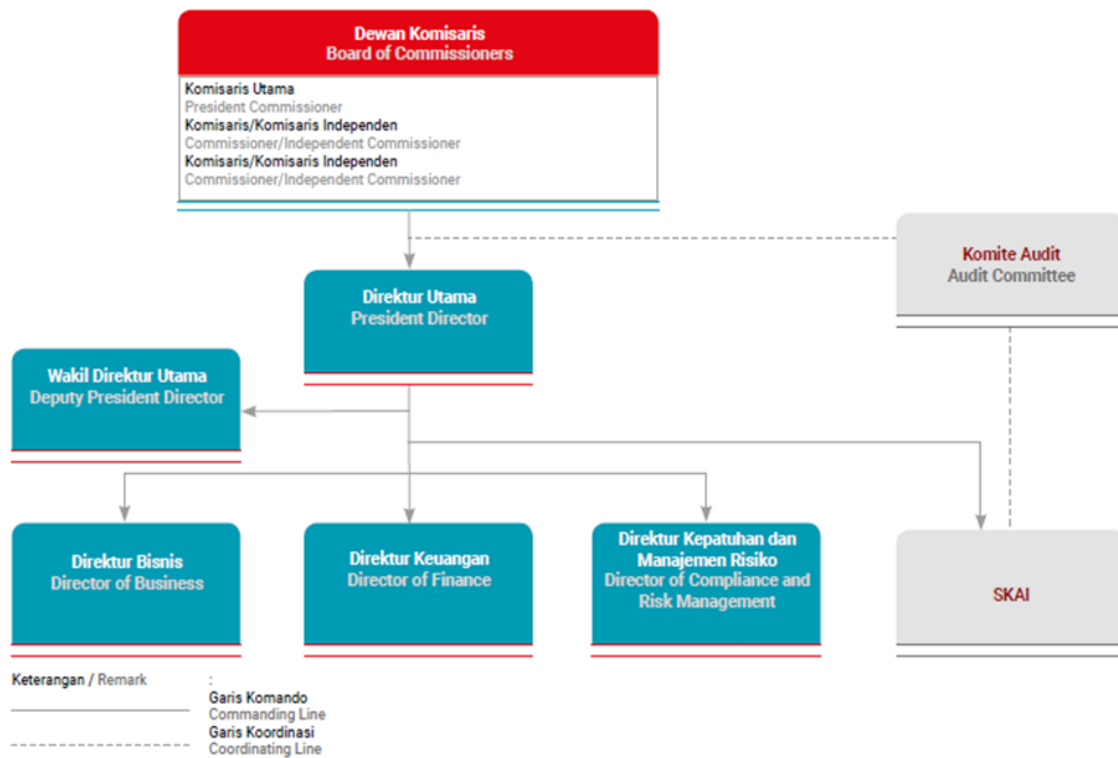 Dewan Komisaris
Board of Commissioners
Komisaris Utama
President Commissioner
Komisaris/Komisaris Independen
Commissioner/Independent Commissioner
Komisaris/Komisaris Independen
Commissioner/Independent Commissioner
Komite Audit
Audit Committee
Direktur Utama
President Director
Wakil Direktur Utama
Deputy President Director
Direktur Bisnis
Director of Business
Direktur Keuangan
Director of Finance
Direktur Kepatuhan dan
Manajemen Risiko
Director of Compliance and
Risk Management
SKAI
Keterangan / Remark :
Garis Komando
Commanding Line
Garis Koordinasi
Coordinating Line